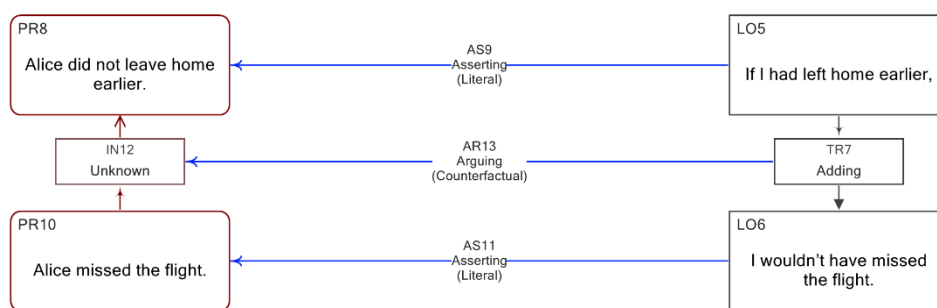 PR8
Alice did not leave home
earlier.
AS9
Asserting
(Literal)
LO5
If I had left home earlier,
IN12
Unknown
AR13
Arguing
(Counterfactual)
TR7
Adding
PR10
Alice missed the flight.
AS11
Asserting
(Literal)
LO6
I wouldn't have missed
the flight.